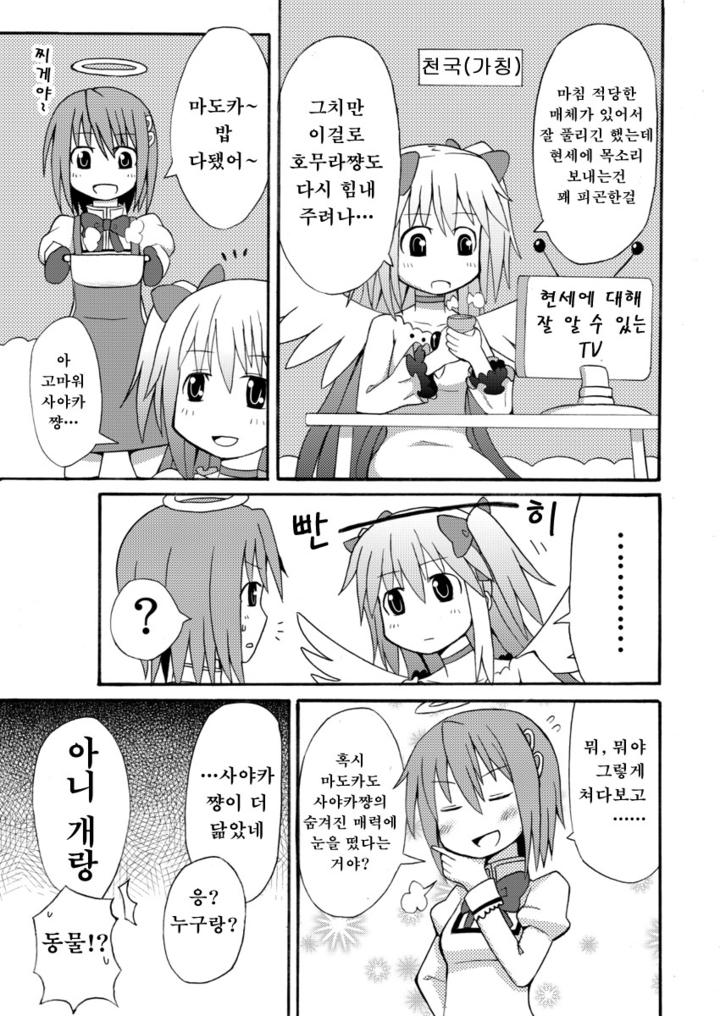 천국(가칭)
마침 적당한
매체가 있어서
잘 풀리긴 했는데
현세에 목소리
보내는건
꽤 피곤한걸
그치만
이걸로
호무라쨩도
다시 힘내
주려나…
현세에 대해
잘 알 수 있는
TV
마도카~
밥
다됐어~
찌게야~
아
고마워
사야카
쨩…
…………
빤 히
?
뭐, 뭐야
그렇게
쳐다보고
……
혹시
마도카도
사야카쨩의
숨겨진 매력에
눈을 떴다는
거야?
…사야카
쨩이 더
닮았네
응?
누구랑?
아니 개랑
동물!?